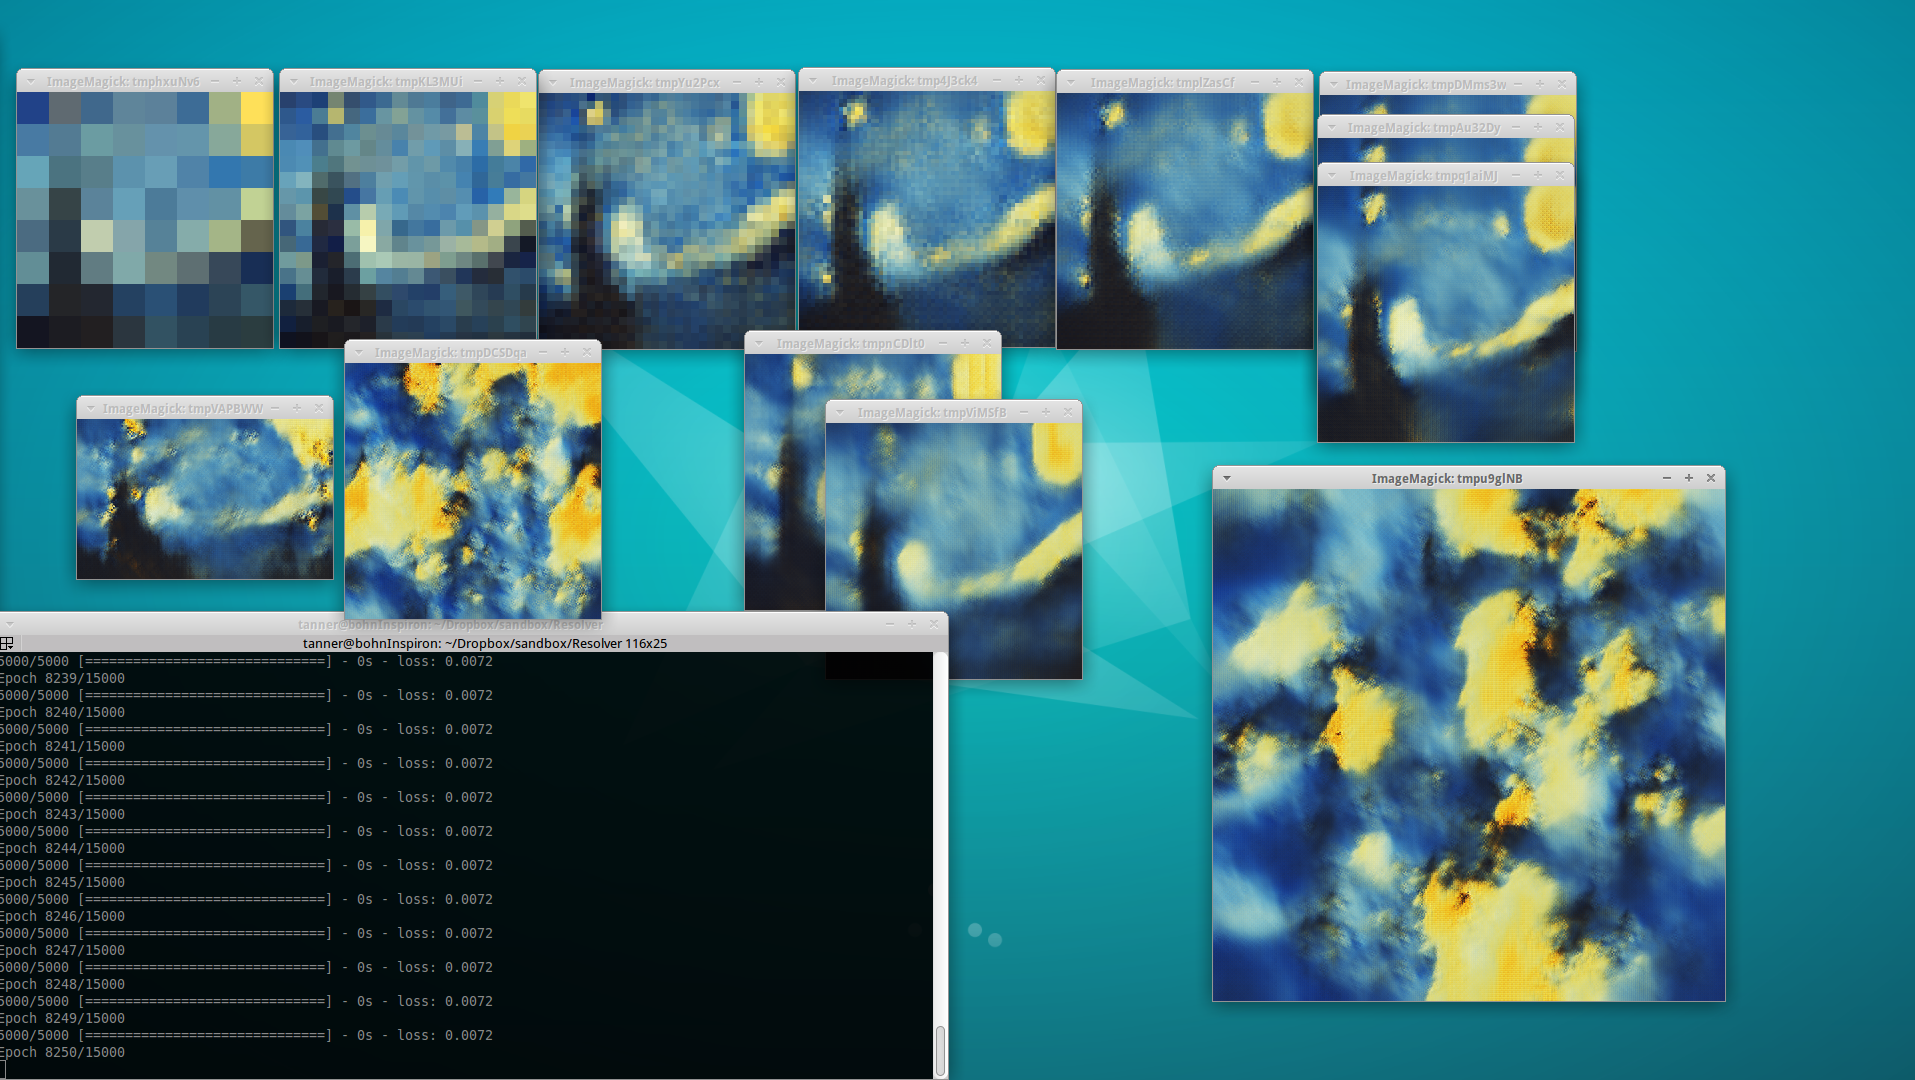 ImageMagick: tmphxuNv6
ImageMagick: tmpKL3MUi
ImageMagick: tmpYu2Pcx
ImageMagick: tmp4J3ck4
ImageMagick: tmplZasCf
ImageMagick: tmpDMms3w
ImageMagick: tmpAu32Dy
ImageMagick: tmpq1aiMJ
ImageMagick: tmpDCSDqa
ImageMagick: tmpnCDlt0
ImageMagick: tmpVAPBWW
ImageMagick: tmpViMSfB
ImageMagick: tmpu9glNB
tanner@bohnInspiron: ~/Dropbox/sandbox/Resolver
tanner@bohnInspiron: ~/Dropbox/sandbox/Resolver 116x25
5000/5000 [==============================] - 0s - loss: 0.0072
Epoch 8239/15000
5000/5000 [==============================] - 0s - loss: 0.0072
Epoch 8240/15000
5000/5000 [==============================] - 0s - loss: 0.0072
Epoch 8241/15000
5000/5000 [==============================] - 0s - loss: 0.0072
Epoch 8242/15000
5000/5000 [==============================] - 0s - loss: 0.0072
Epoch 8243/15000
5000/5000 [==============================] - 0s - loss: 0.0072
Epoch 8244/15000
5000/5000 [==============================] - 0s - loss: 0.0072
Epoch 8245/15000
5000/5000 [==============================] - 0s - loss: 0.0072
Epoch 8246/15000
5000/5000 [==============================] - 0s - loss: 0.0072
Epoch 8247/15000
5000/5000 [==============================] - 0s - loss: 0.0072
Epoch 8248/15000
5000/5000 [==============================] - 0s - loss: 0.0072
Epoch 8249/15000
5000/5000 [==============================] - 0s - loss: 0.0072
Epoch 8250/15000